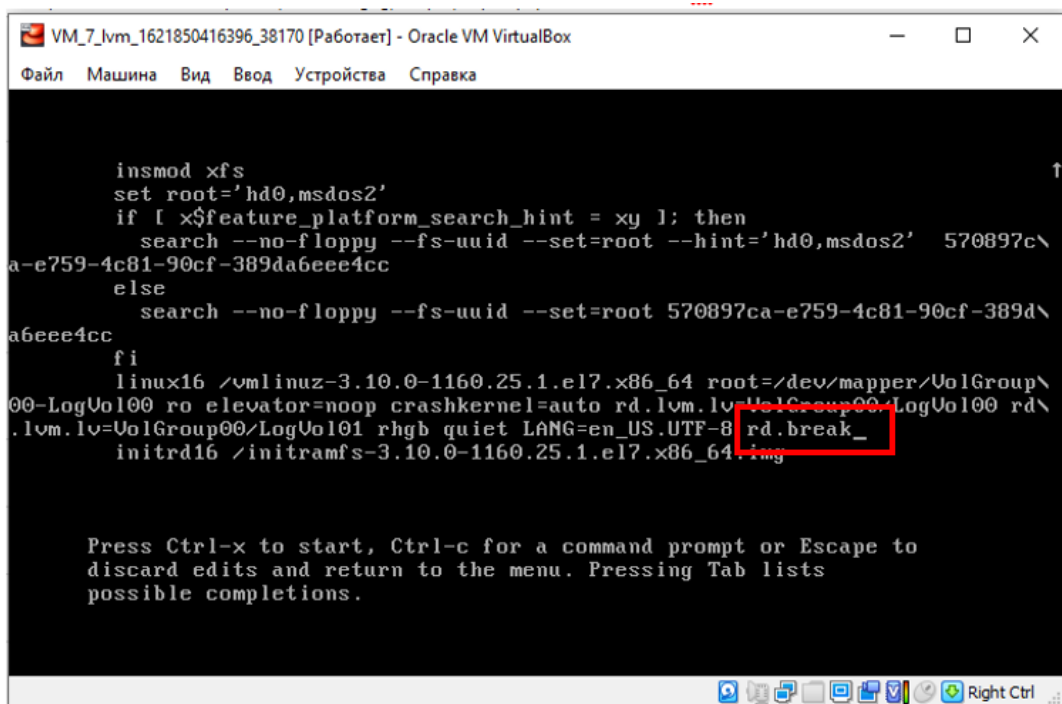 VM_7_lvm_1621850416396_38170 [Работает] - Oracle VM VirtualBox
Файл Машина Вид Ввод Устройства Справка
insmod xfs
set root='hd0,msdos2'
if [ x$feature_platform_search_hint = xy ]; then
search --no-floppy --fs-uuid --set=root --hint='hd0,msdos2' 570897c\
a-e759-4c81-90cf-389da6eee4cc
else
search --no-floppy --fs-uuid --set=root 570897ca-e759-4c81-90cf-389d\
a6eee4cc
fi
linux16 /vmlinuz-3.10.0-1160.25.1.el7.x86_64 root=/dev/mapper/VolGroup\
00-LogVol00 ro elevator=noop crashkernel=auto rd.lvm.lv=VolGroup00/LogVol00 rd\
.lvm.lv=VolGroup00/LogVol01 rhgb quiet LANG=en_US.UTF-8 rd.break_
initrd16 /initramfs-3.10.0-1160.25.1.el7.x86_64.img
Press Ctrl-x to start, Ctrl-c for a command prompt or Escape to
discard edits and return to the menu. Pressing Tab lists
possible completions.
Right Ctrl